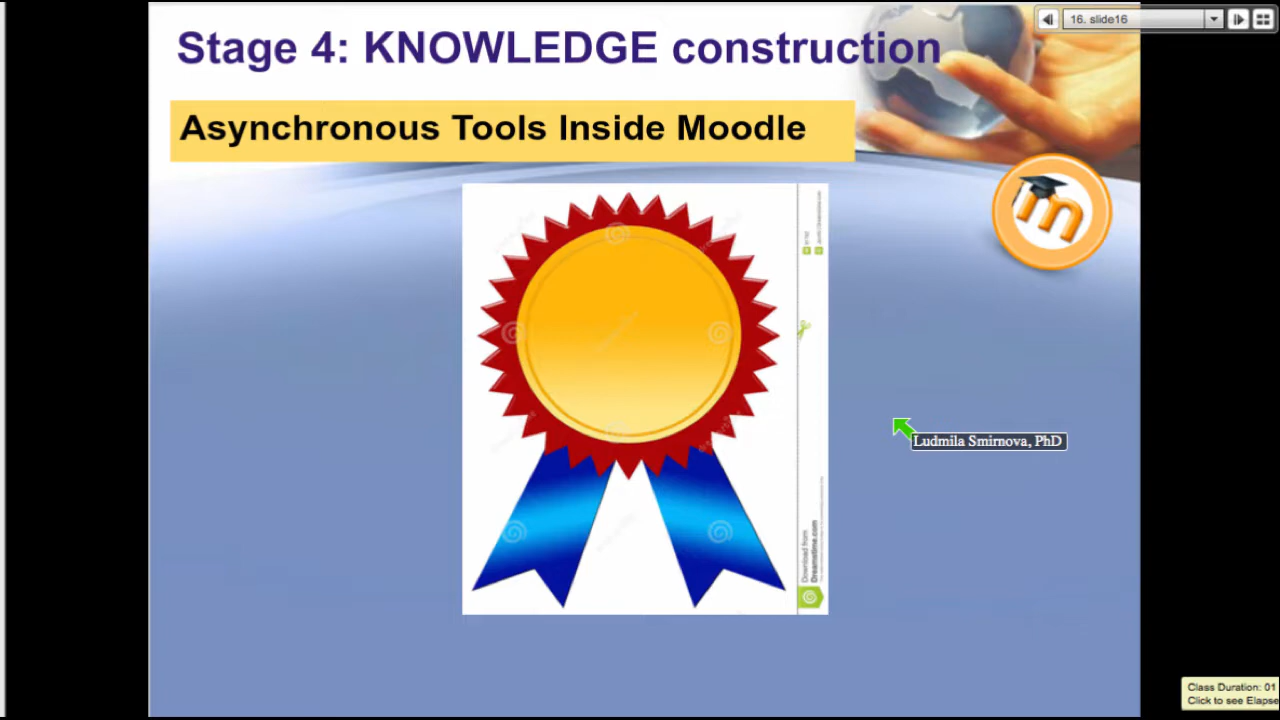 16. slide16
Stage 4: KNOWLEDGE construction
Asynchronous Tools Inside Moodle
m
Ludmila Smirnova, PhD
Download from
Dreamstime.com
Class Duration: 01
Click to see Elapse